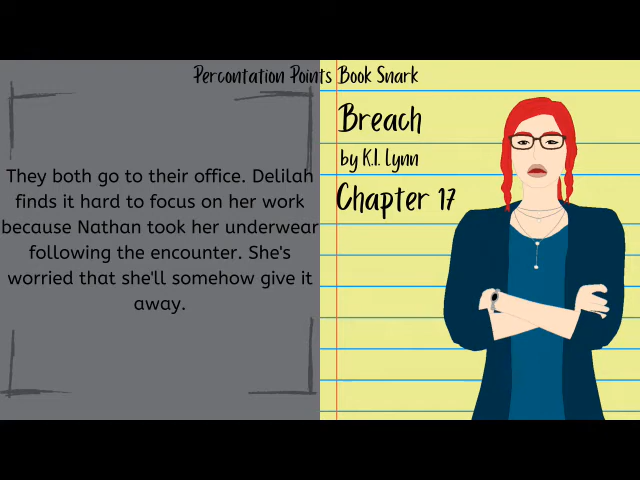 Percontation Points Book Snark
Breach
by K.I. Lynn
Chapter 17
They both go to their office. Delilah
finds it hard to focus on her work
because Nathan took her underwear
following the encounter. She's
worried that she'll somehow give it
away.